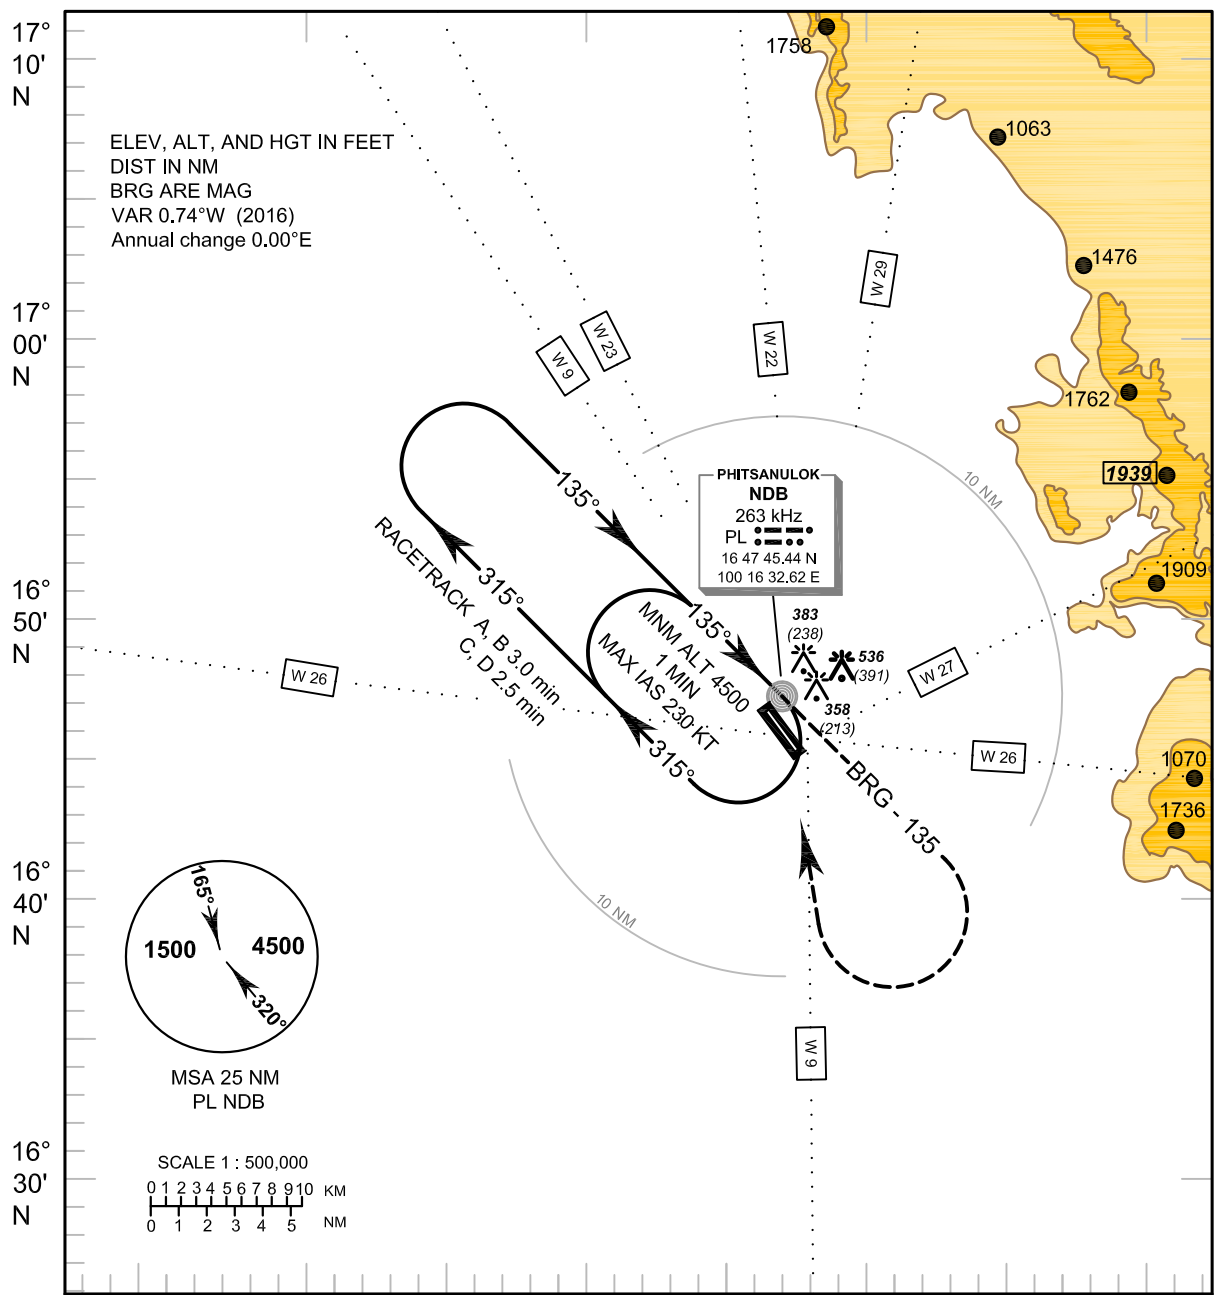 17°
10'
N
17°
00'
N
16°
50'
N
16°
40'
N
16°
30'
N
ELEV, ALT, AND HGT IN FEET
DIST IN NM
BRG ARE MAG
VAR 0.74°W (2016)
Annual change 0.00°E
1758
1063
1476
1762
1939
1909
1070
1736
W 9
W 23
W 22
W 29
10 NM
PHITSANULOK
NDB
263 kHz
PL
16 47 45.44 N
100 16 32.62 E
383
(238)
536
(391)
358
(213)
W 27
W 26
W 26
135°
315°
RACETRACK A, B 3.0 min
C, D 2.5 min
135°
MNM ALT 4500
1 MIN
MAX IAS 230 KT
315°
BRG - 135
10 NM
W 9
165°
1500
4500
320°
MSA 25 NM
PL NDB
SCALE 1 : 500,000
0 1 2 3 4 5 6 7 8 9 10 KM
0 1 2 3 4 5 NM